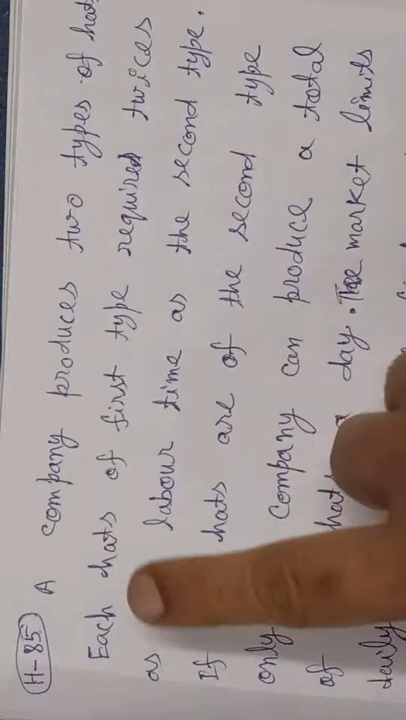 H-85 A company produces two types of hat
Each hats of first type required twices
as labour time as the second type.
If hats are of the second type
only company can produce a total
of hat day. The market limits
daily